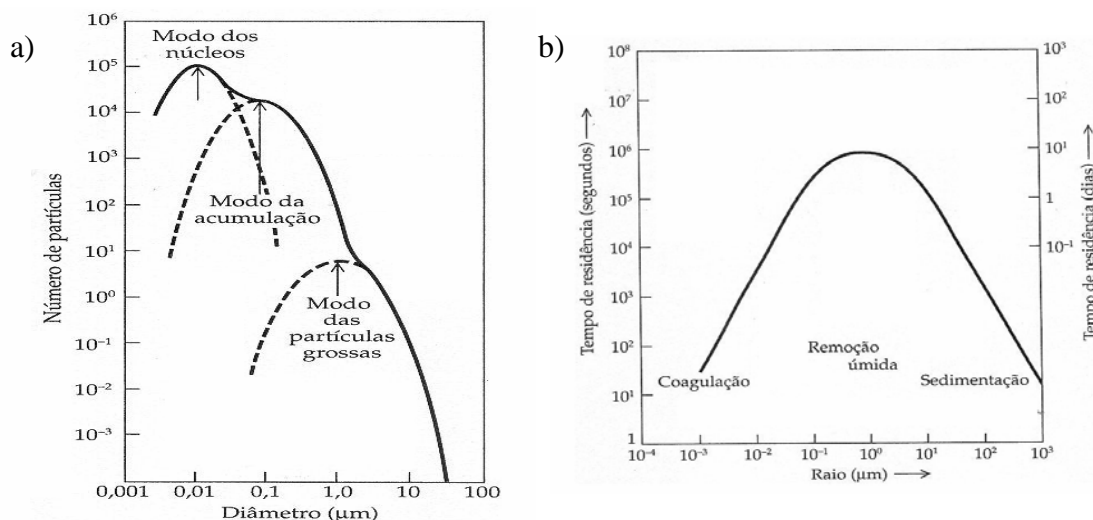 a)
10⁶
10⁵
10⁴
10³
10²
10¹
10⁰
10⁻¹
10⁻²
10⁻³
Número de partículas
Modo dos
núcleos
Modo da
acumulação
Modo
das
partículas
grossas
0,001
0,01
0,1
1,0
10
100
Diâmetro (μm)
b)
10⁸
10⁷
10⁶
10⁵
10⁴
10³
10²
10¹
1
Tempo de residência (segundos)
Coagulação
Remoção
úmida
Sedimentação
10³
10²
10
1
10⁻¹
Tempo de residência (dias)
10⁻⁴
10⁻³
10⁻²
10⁻¹
10⁰
10¹
10²
10³
Raio (μm)